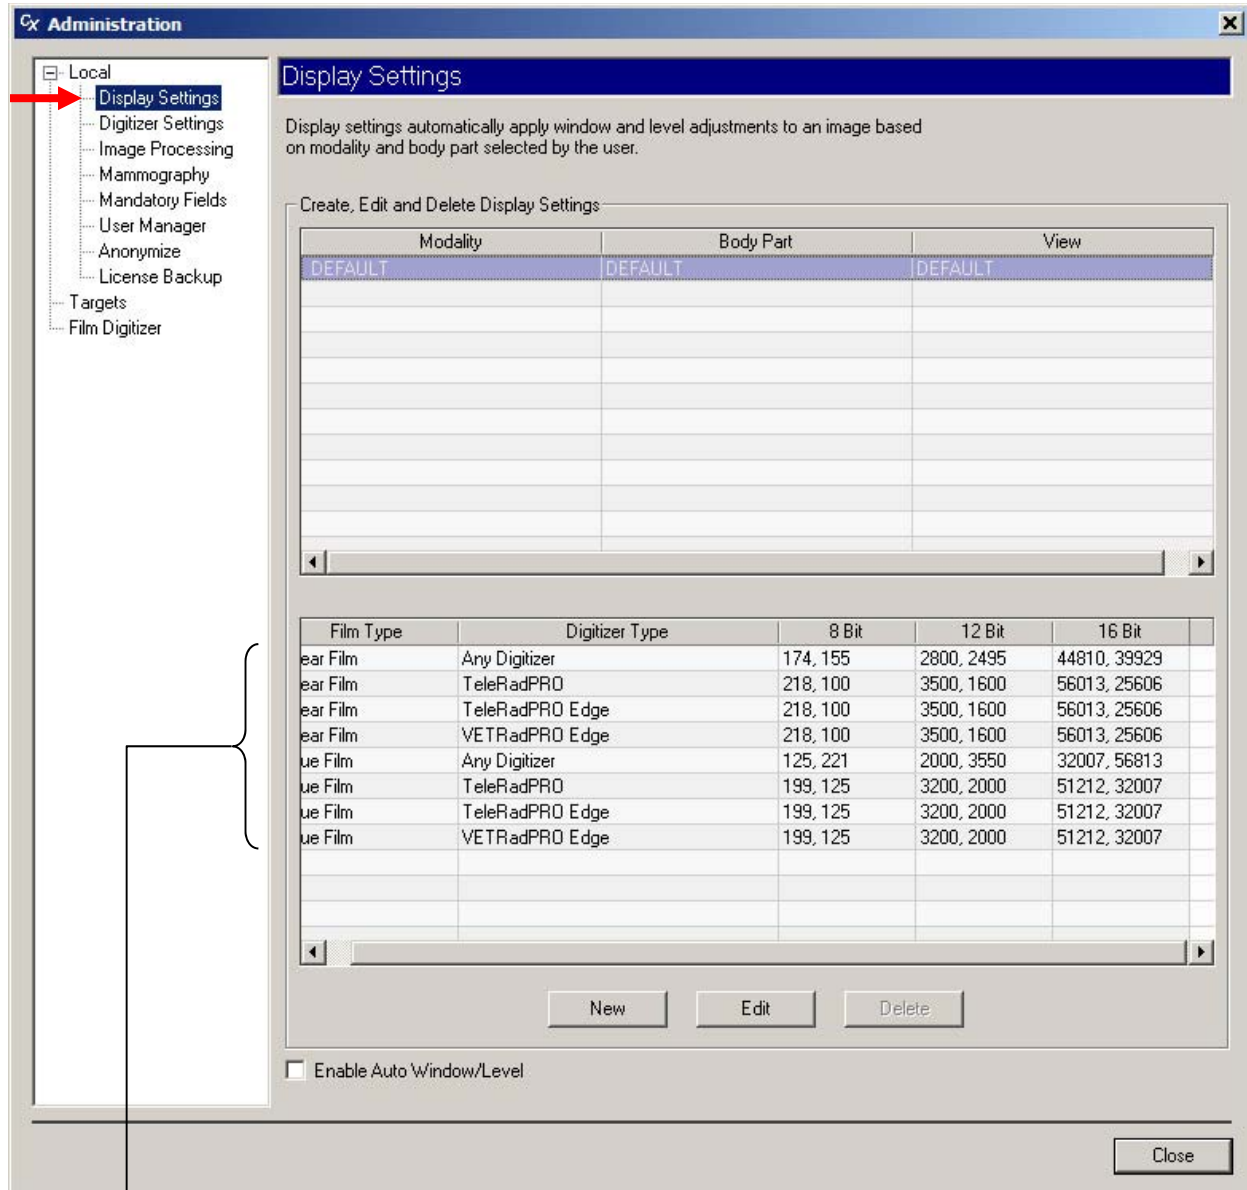 Cx Administration
Local
Display Settings
Digitizer Settings
Image Processing
Mammography
Mandatory Fields
User Manager
Anonymize
License Backup
Targets
Film Digitizer
Display Settings
Display settings automatically apply window and level adjustments to an image based
on modality and body part selected by the user.
Create, Edit and Delete Display Settings
Modality Body Part View
DEFAULT DEFAULT DEFAULT
Film Type Digitizer Type 8 Bit 12 Bit 16 Bit
ear Film Any Digitizer 174, 155 2800, 2495 44810, 39929
ear Film TeleRadPRO 218, 100 3500, 1600 56013, 25606
ear Film TeleRadPRO Edge 218, 100 3500, 1600 56013, 25606
ear Film VETRadPRO Edge 218, 100 3500, 1600 56013, 25606
ue Film Any Digitizer 125, 221 2000, 3550 32007, 56813
ue Film TeleRadPRO 199, 125 3200, 2000 51212, 32007
ue Film TeleRadPRO Edge 199, 125 3200, 2000 51212, 32007
ue Film VETRadPRO Edge 199, 125 3200, 2000 51212, 32007
New Edit Delete
Enable Auto Window/Level
Close